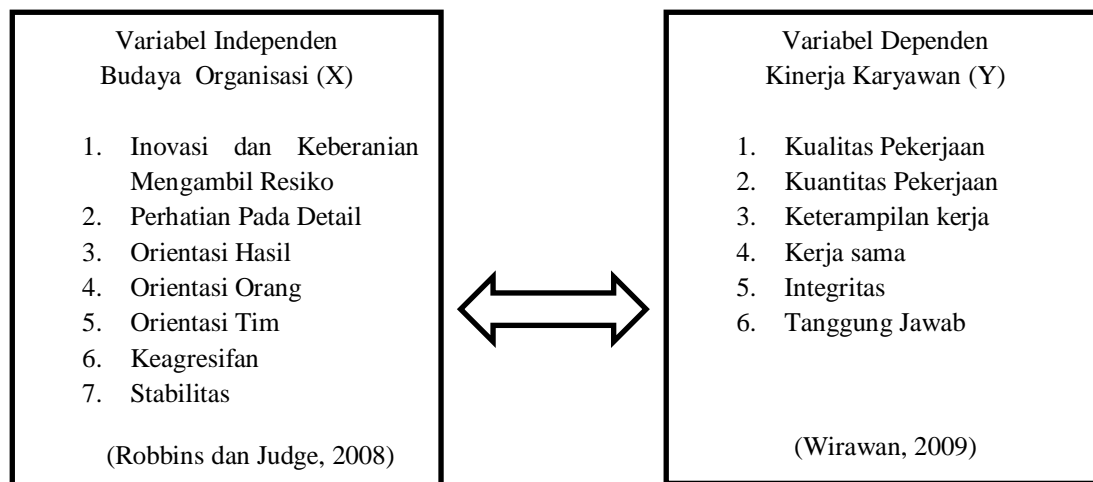 Variabel Independen
Budaya Organisasi (X)
1. Inovasi dan Keberanian
Mengambil Resiko
2. Perhatian Pada Detail
3. Orientasi Hasil
4. Orientasi Orang
5. Orientasi Tim
6. Keagresifan
7. Stabilitas
(Robbins dan Judge, 2008)
Variabel Dependen
Kinerja Karyawan (Y)
1. Kualitas Pekerjaan
2. Kuantitas Pekerjaan
3. Keterampilan kerja
4. Kerja sama
5. Integritas
6. Tanggung Jawab
(Wirawan, 2009)